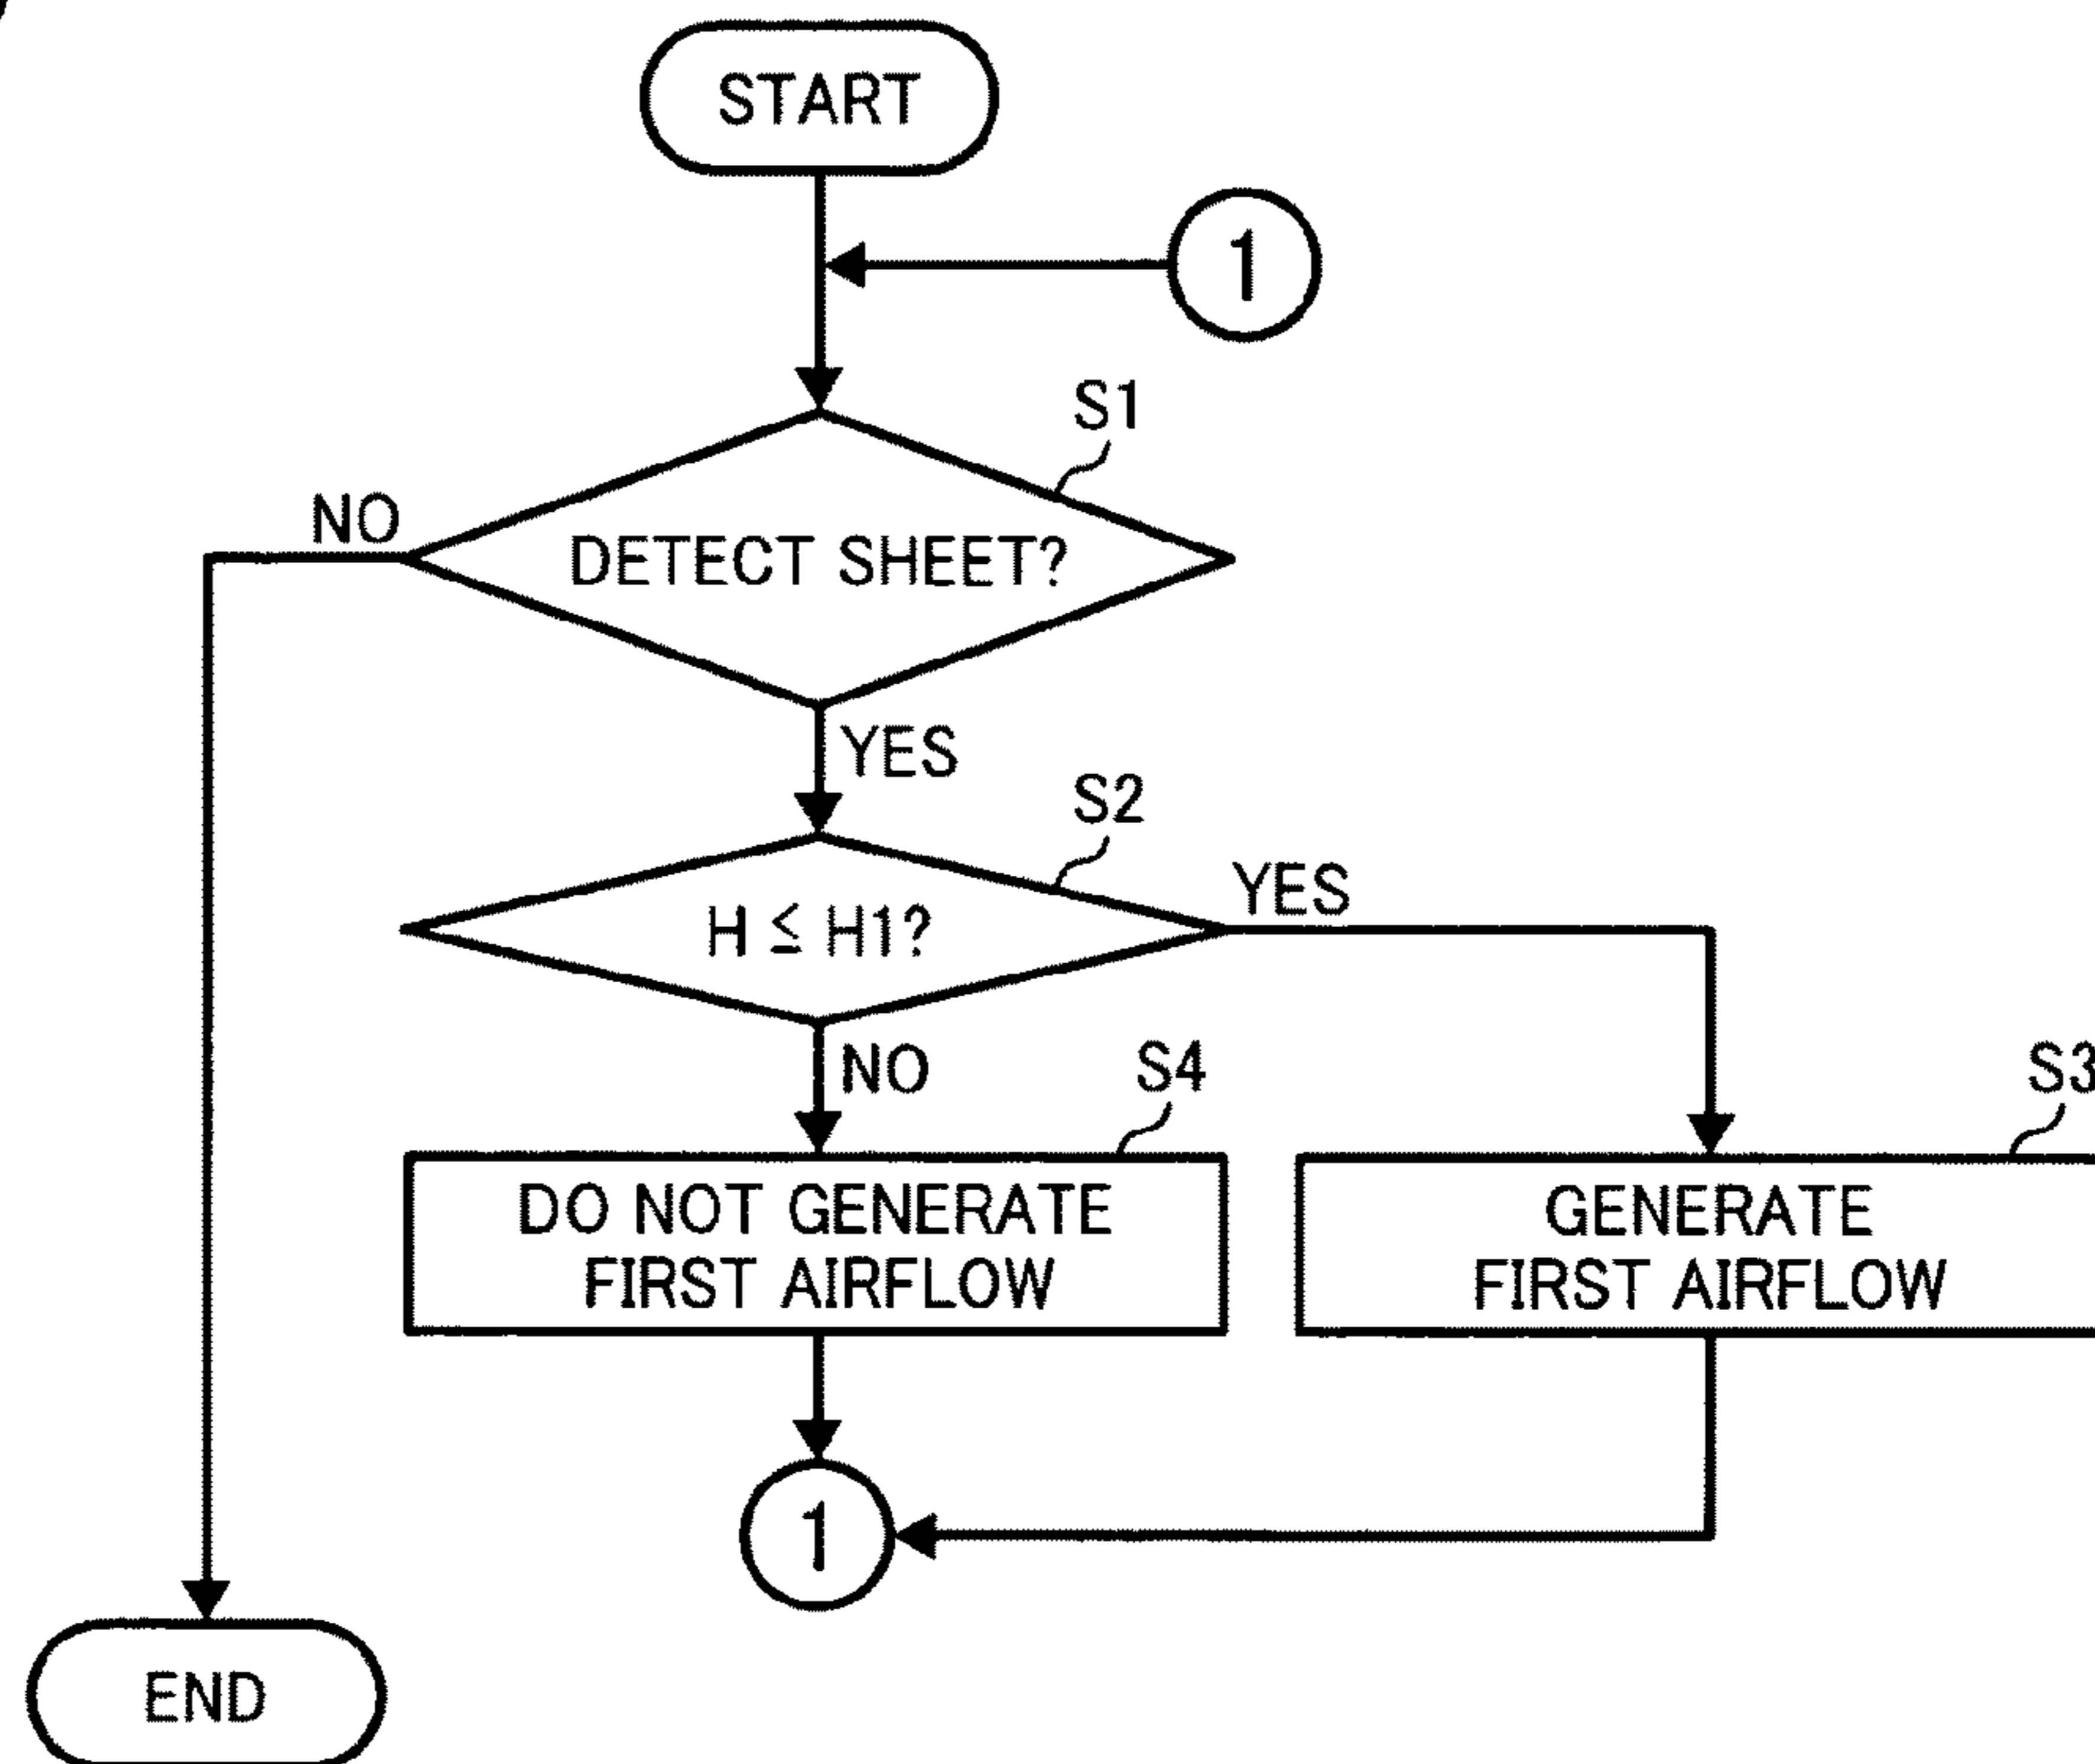 START
1
S1
NO
DETECT SHEET?
YES
S2
YES
H ≦ H1?
NO
S4
S3
DO NOT GENERATE
FIRST AIRFLOW
GENERATE
FIRST AIRFLOW
1
END